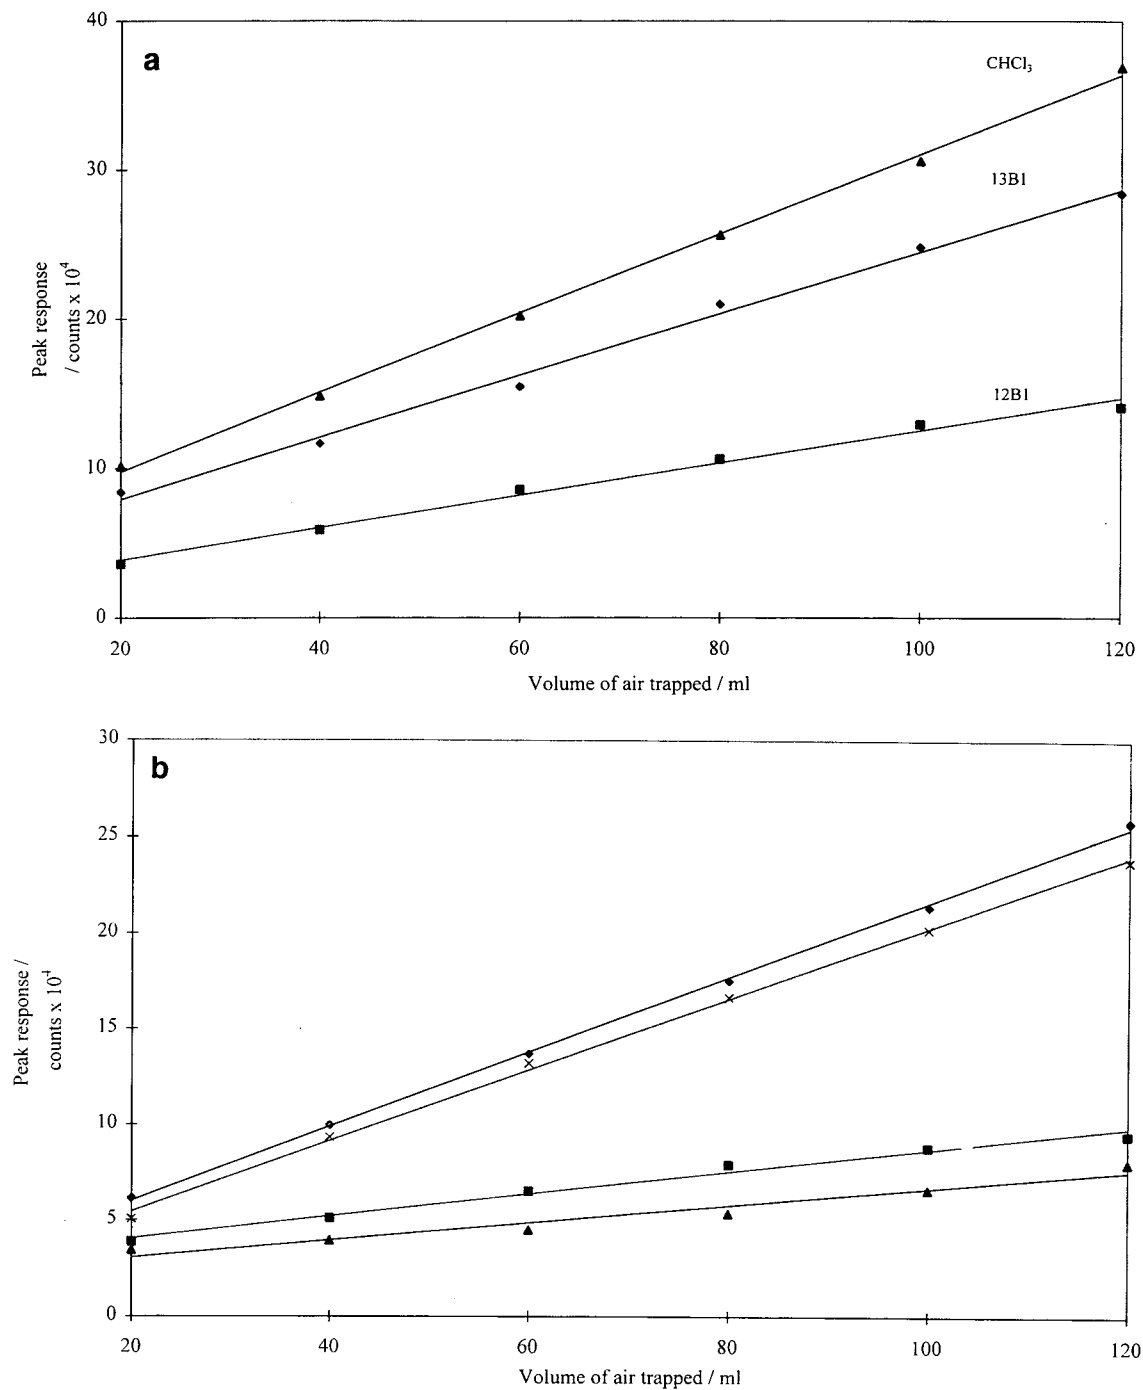 40
a
CHCl₃
30
13B1
Peak response
/ counts x 10⁴
20
12B1
10
0
20 40 60 80 100 120
Volume of air trapped / ml
30
b
25
20
Peak response /
counts x 10⁴
15
10
5
0
20 40 60 80 100 120
Volume of air trapped / ml